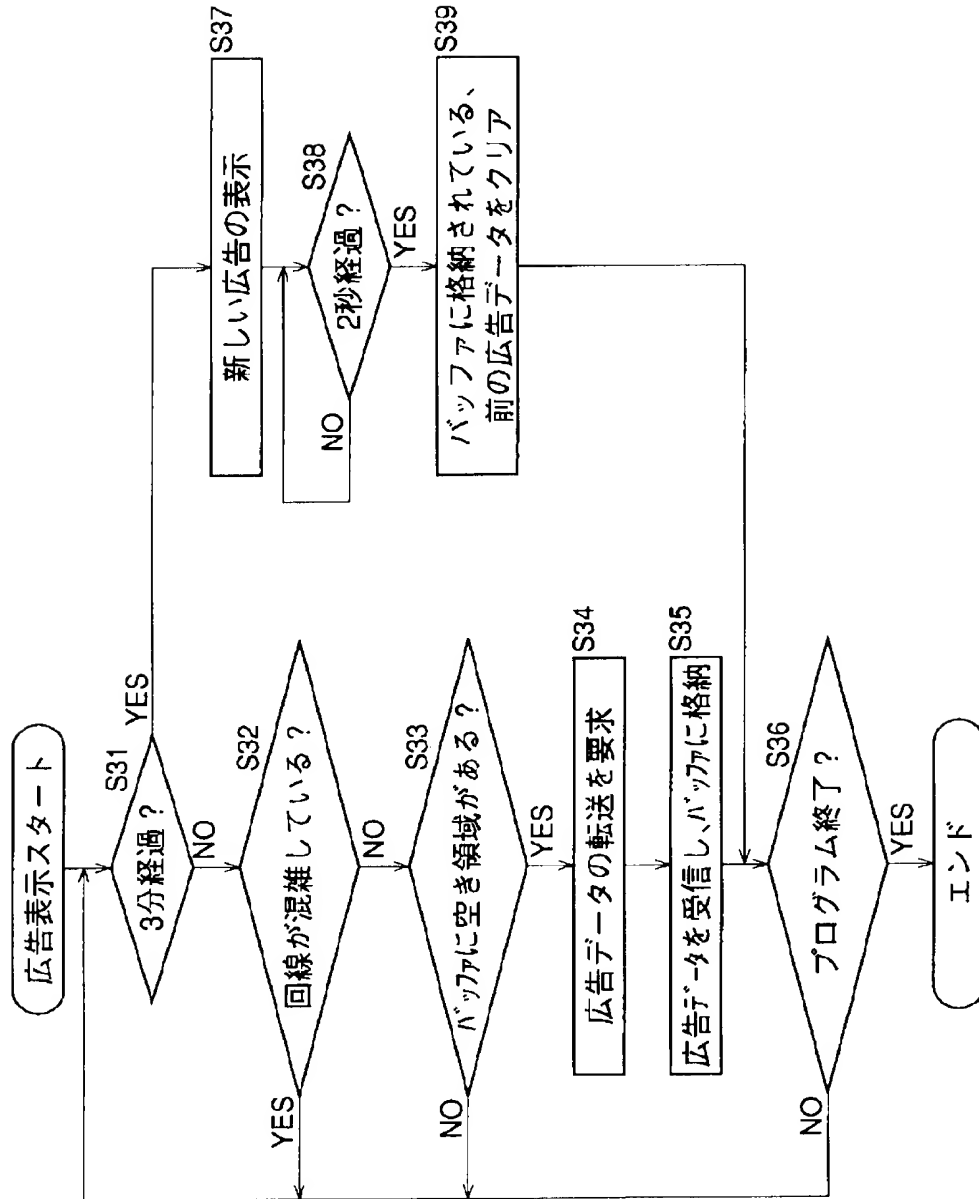 広告表示スタート
S31
3分経過?
YES
NO
S32
回線が混雑している?
YES
NO
S33
バッファに空き領域がある?
NO
YES
S34
広告データの転送を要求
S35
広告データを受信し、バッファに格納
S36
プログラム終了?
NO
YES
エンド
S37
新しい広告の表示
S38
2秒経過?
NO
YES
S39
バッファに格納されている、
前の広告データをクリア